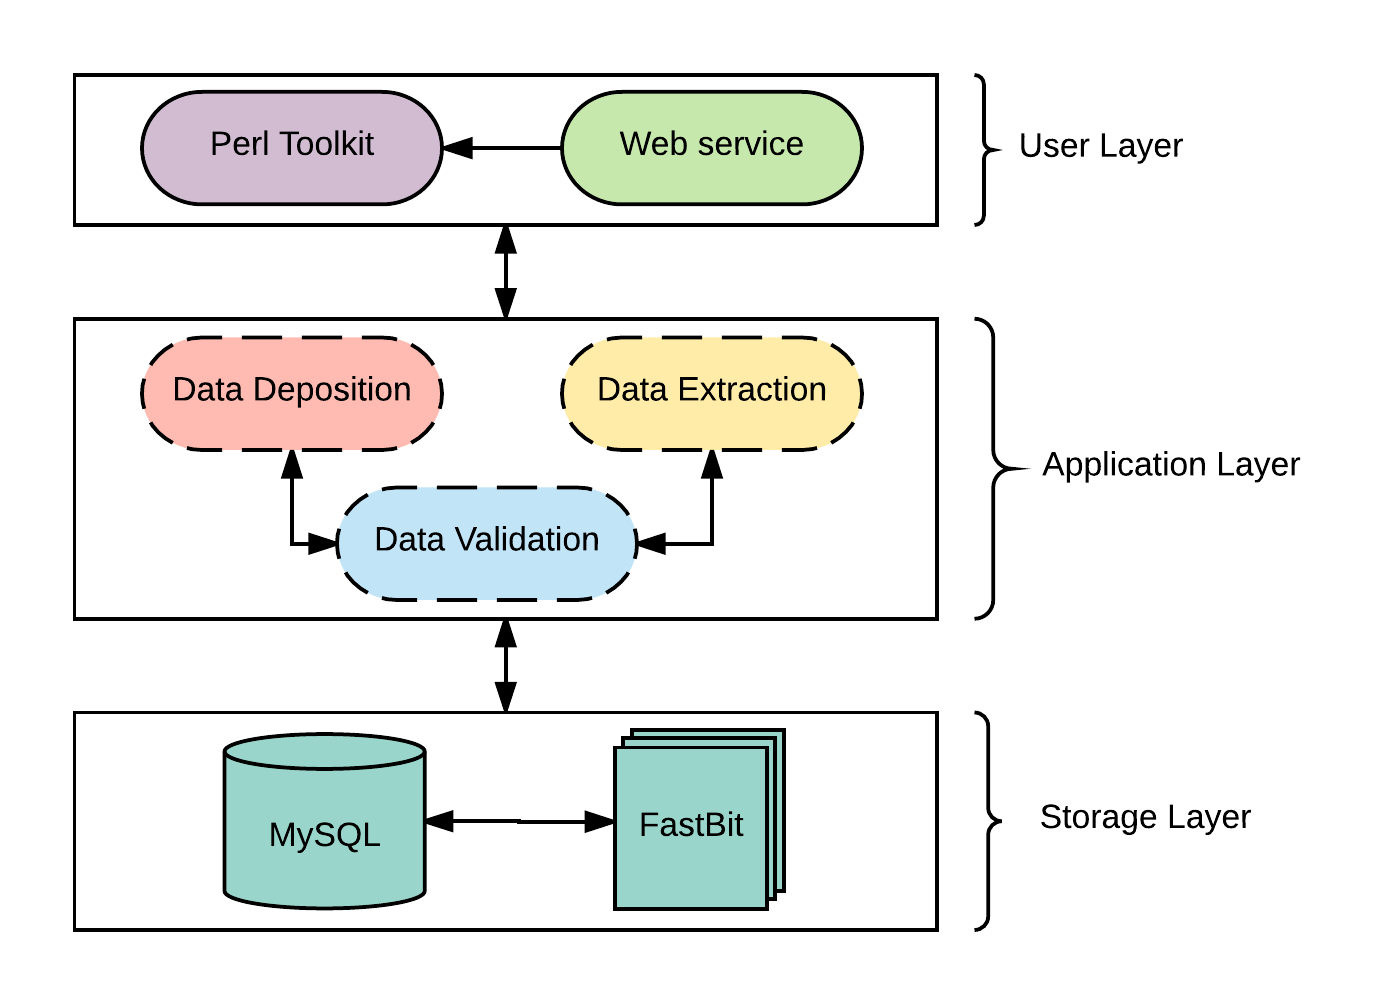 Perl Toolkit
Web service
User Layer
Data Deposition
Data Extraction
Data Validation
Application Layer
MySQL
FastBit
Storage Layer